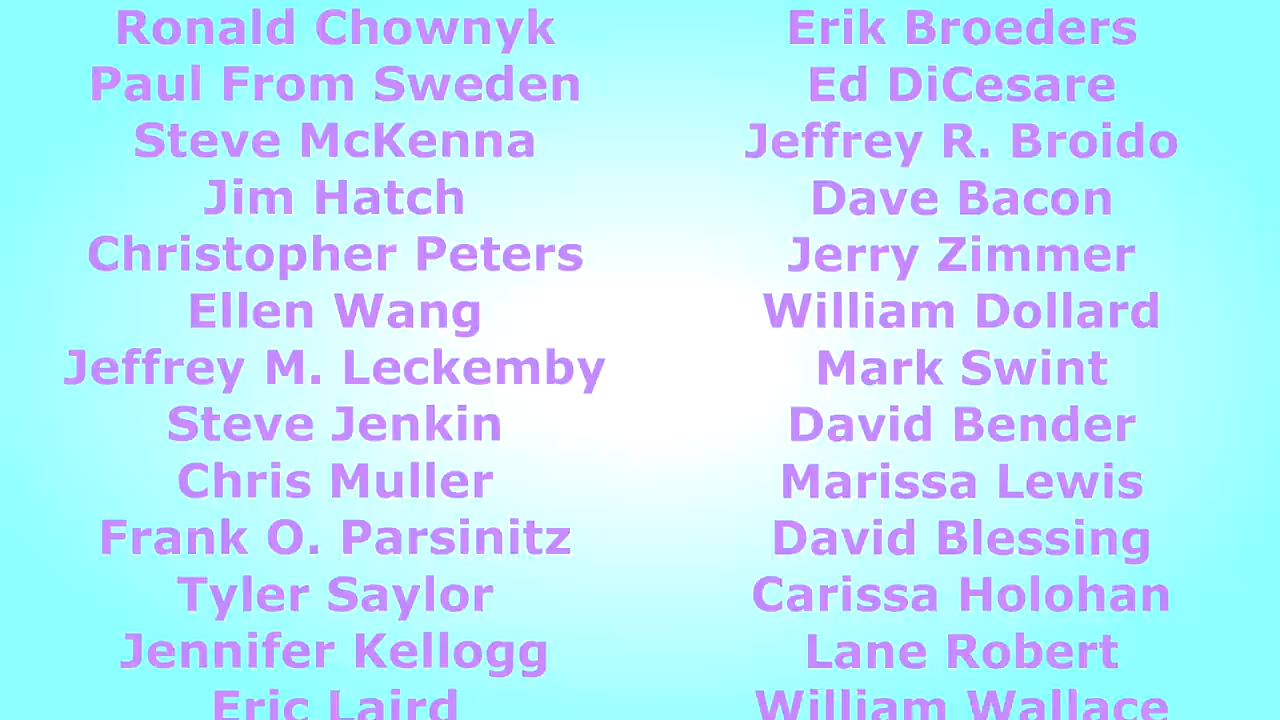 Ronald Chownyk
Paul From Sweden
Steve McKenna
Jim Hatch
Christopher Peters
Ellen Wang
Jeffrey M. Leckemby
Steve Jenkin
Chris Muller
Frank O. Parsinitz
Tyler Saylor
Jennifer Kellogg
Eric Laird
Erik Broeders
Ed DiCesare
Jeffrey R. Broido
Dave Bacon
Jerry Zimmer
William Dollard
Mark Swint
David Bender
Marissa Lewis
David Blessing
Carissa Holohan
Lane Robert
William Wallace